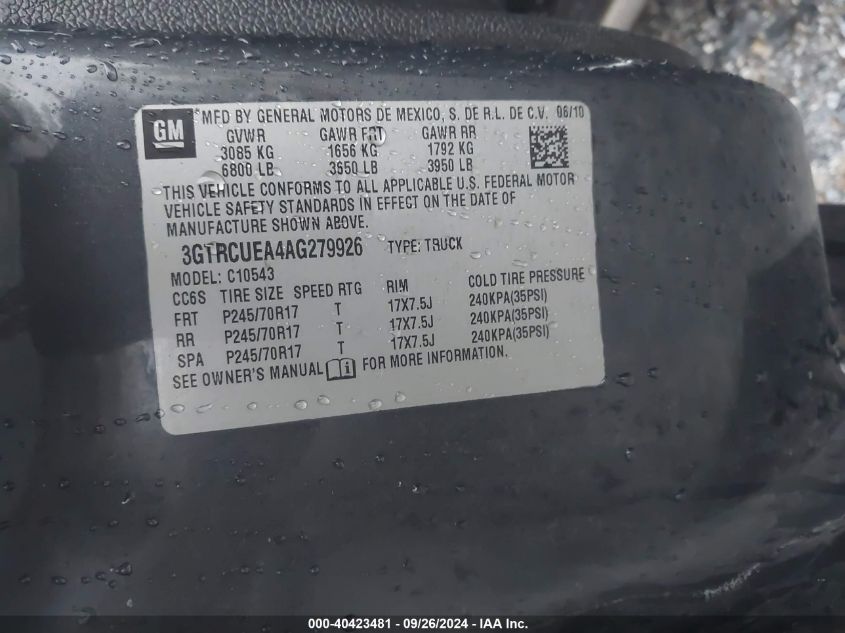 GM
MFD BY GENERAL MOTORS DE MEXICO, S. DE R.L. DE C.V. 06/10
GVWR GAWR FRT GAWR RR
3085 KG 1656 KG 1792 KG
6800 LB 3650 LB 3950 LB
THIS VEHICLE CONFORMS TO ALL APPLICABLE U.S. FEDERAL MOTOR
VEHICLE SAFETY STANDARDS IN EFFECT ON THE DATE OF
MANUFACTURE SHOWN ABOVE.
3GTRCUEA4AG279926 TYPE: TRUCK
MODEL: C10543
CC6S TIRE SIZE SPEED RTG RIM COLD TIRE PRESSURE
FRT P245/70R17 T 17X7.5J 240KPA(35PSI)
RR P245/70R17 T 17X7.5J 240KPA(35PSI)
SPA P245/70R17 T 17X7.5J 240KPA(35PSI)
SEE OWNER'S MANUAL FOR MORE INFORMATION.
000-40423481 - 09/26/2024 - IAA Inc.